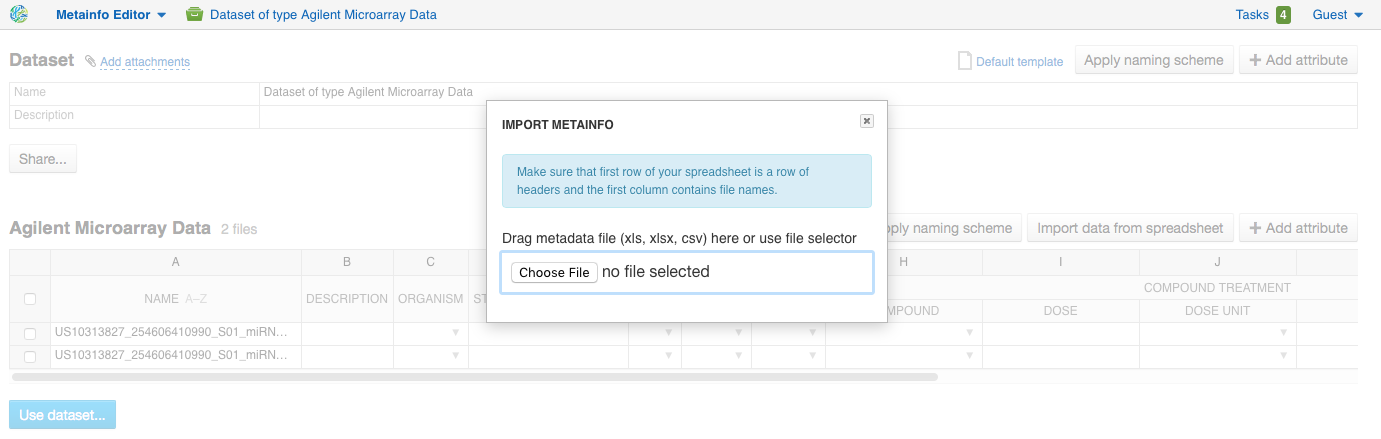 Metainfo Editor Dataset of type Agilent Microarray Data Tasks 4 Guest
Dataset Add attachments Default template Apply naming scheme + Add attribute
Name Dataset of type Agilent Microarray Data
Description
Share...
IMPORT METAINFO
Make sure that first row of your spreadsheet is a row of
headers and the first column contains file names.
Drag metadata file (xls, xlsx, csv) here or use file selector
Choose File no file selected
Agilent Microarray Data 2 files pply naming scheme Import data from spreadsheet + Add attribute
A B C H I J
NAME A–Z DESCRIPTION ORGANISM ST COMPOUND TREATMENT
MPOUND DOSE DOSE UNIT
US10313827_254606410990_S01_miRN...
US10313827_254606410990_S01_miRN...
Use dataset...